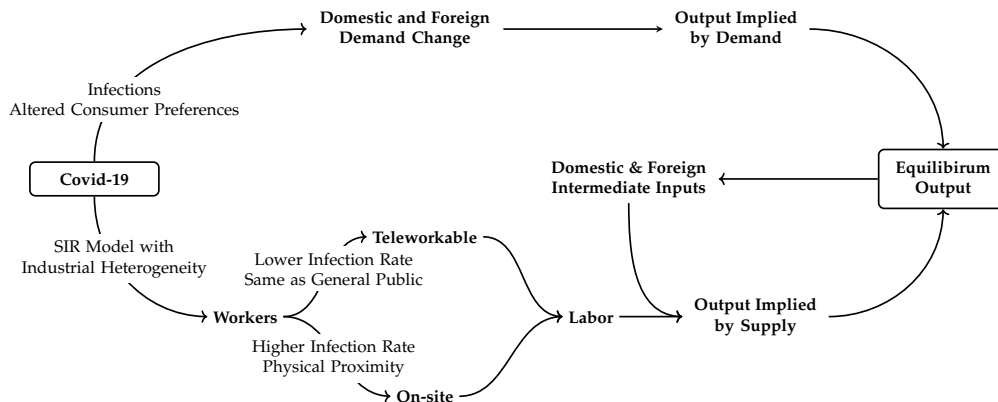 Domestic and Foreign
Demand Change
Output Implied
by Demand
Infections
Altered Consumer Preferences
Covid-19
Domestic & Foreign
Intermediate Inputs
Equilibirum
Output
SIR Model with
Industrial Heterogeneity
Teleworkable
Lower Infection Rate
Same as General Public
Workers
Labor
Output Implied
by Supply
Higher Infection Rate
Physical Proximity
On-site